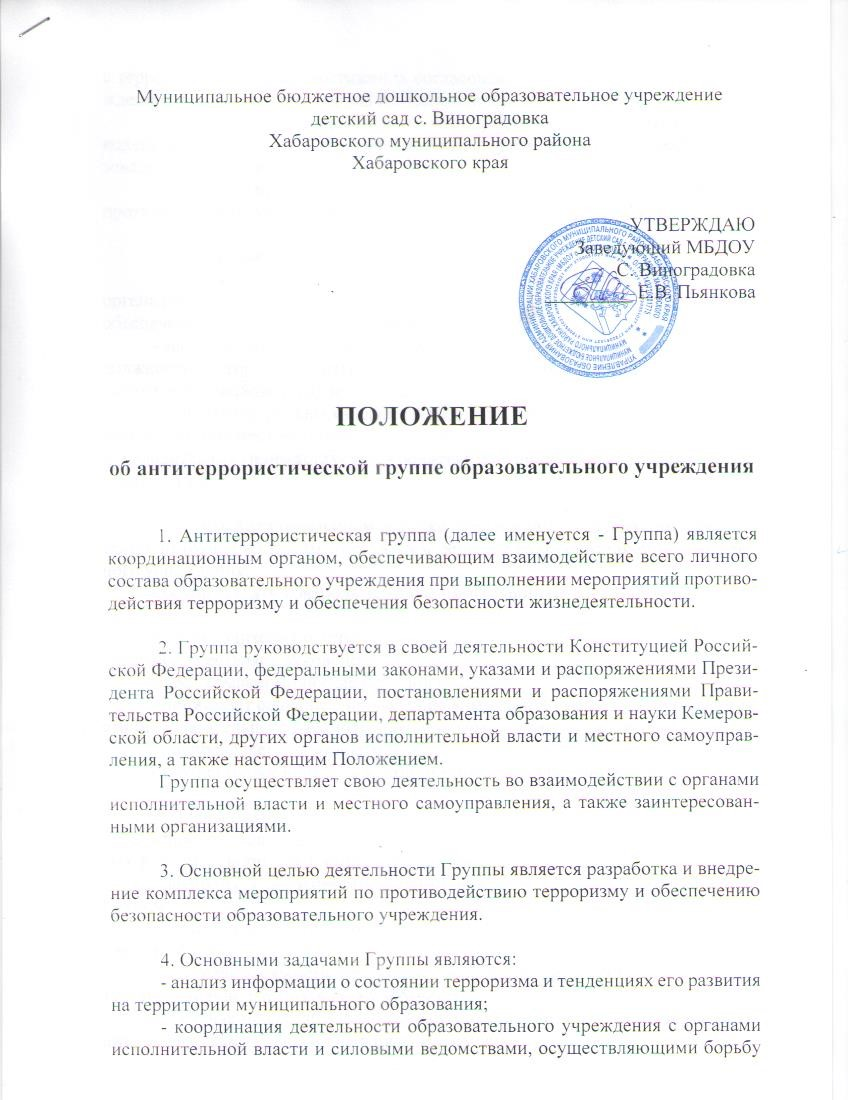 Муниципальное бюджетное дошкольное образовательное учреждение
детский сад с. Виноградовка
Хабаровского муниципального района
Хабаровского края
УТВЕРЖДАЮ
Заведующий МБДОУ
С. Виноградовка
Е.В. Пьянкова
ПОЛОЖЕНИЕ
об антитеррористической группе образовательного учреждения
1. Антитеррористическая группа (далее именуется - Группа) является
координационным органом, обеспечивающим взаимодействие всего личного
состава образовательного учреждения при выполнении мероприятий противо-
действия терроризму и обеспечения безопасности жизнедеятельности.
2. Группа руководствуется в своей деятельности Конституцией Россий-
ской Федерации, федеральными законами, указами и распоряжениями Прези-
дента Российской Федерации, постановлениями и распоряжениями Прави-
тельства Российской Федерации, департамента образования и науки Кемеров-
ской области, других органов исполнительной власти и местного самоуправ-
ления, а также настоящим Положением.
Группа осуществляет свою деятельность во взаимодействии с органами
исполнительной власти и местного самоуправления, а также заинтересован-
ными организациями.
3. Основной целью деятельности Группы является разработка и внедре-
ние комплекса мероприятий по противодействию терроризму и обеспечению
безопасности образовательного учреждения.
4. Основными задачами Группы являются:
- анализ информации о состоянии терроризма и тенденциях его развития
на территории муниципального образования;
- координация деятельности образовательного учреждения с органами
исполнительной власти и силовыми ведомствами, осуществляющими борьбу